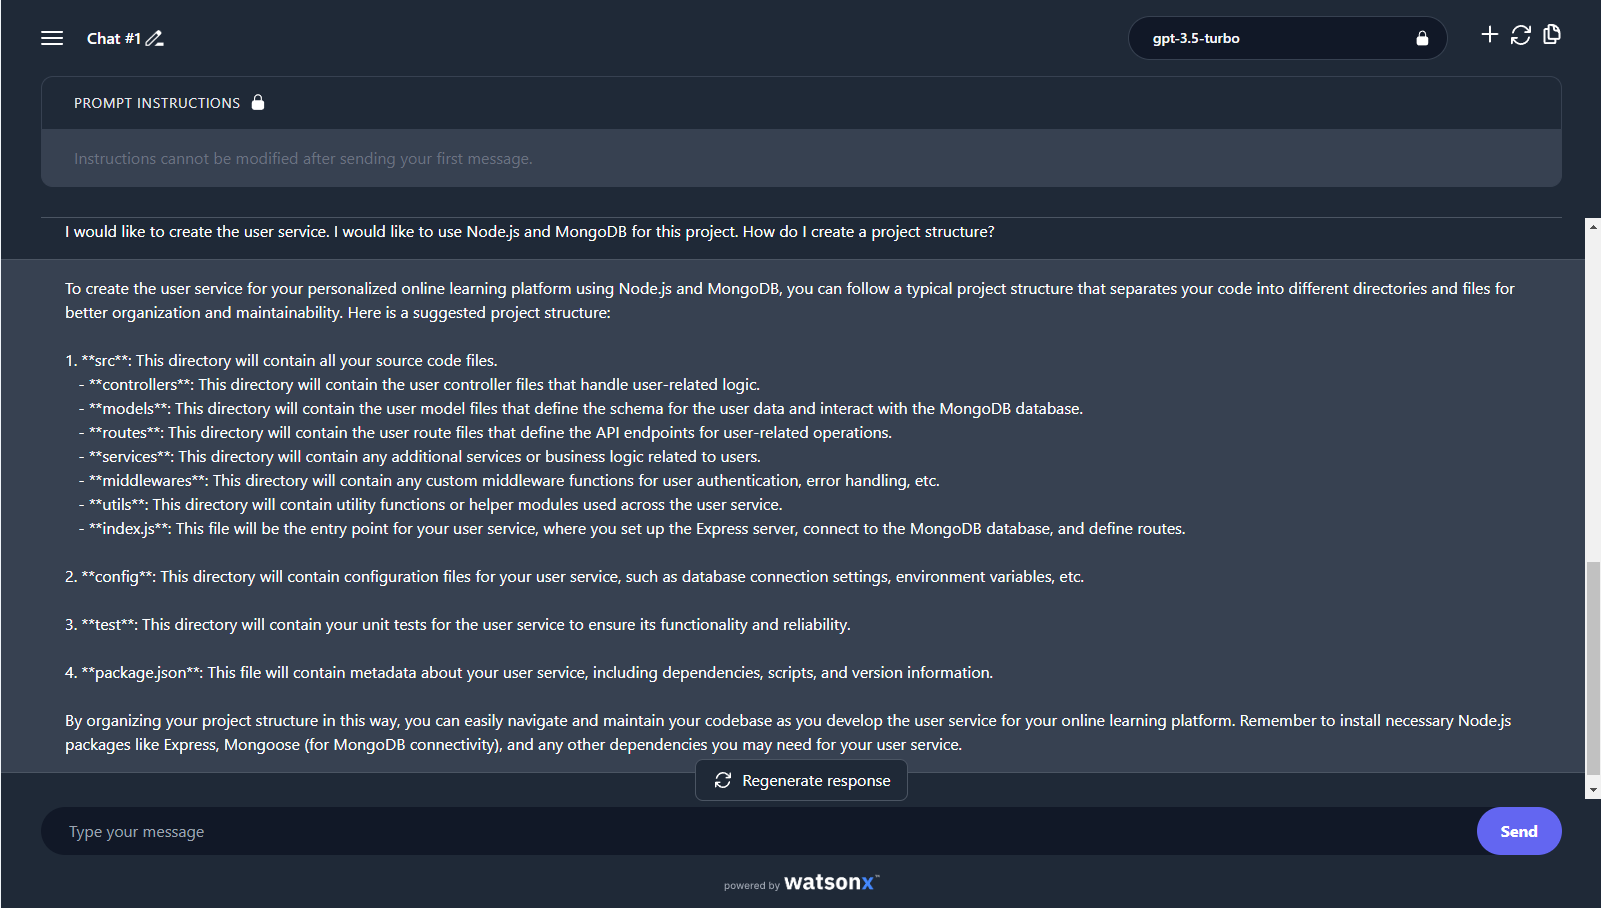 Chat #1
gpt-3.5-turbo
PROMPT INSTRUCTIONS
Instructions cannot be modified after sending your first message.
I would like to create the user service. I would like to use Node.js and MongoDB for this project. How do I create a project structure?
To create the user service for your personalized online learning platform using Node.js and MongoDB, you can follow a typical project structure that separates your code into different directories and files for
better organization and maintainability. Here is a suggested project structure:
1. **src**: This directory will contain all your source code files.
- **controllers**: This directory will contain the user controller files that handle user-related logic.
- **models**: This directory will contain the user model files that define the schema for the user data and interact with the MongoDB database.
- **routes**: This directory will contain the user route files that define the API endpoints for user-related operations.
- **services**: This directory will contain any additional services or business logic related to users.
- **middlewares**: This directory will contain any custom middleware functions for user authentication, error handling, etc.
- **utils**: This directory will contain utility functions or helper modules used across the user service.
- **index.js**: This file will be the entry point for your user service, where you set up the Express server, connect to the MongoDB database, and define routes.
2. **config**: This directory will contain configuration files for your user service, such as database connection settings, environment variables, etc.
3. **test**: This directory will contain your unit tests for the user service to ensure its functionality and reliability.
4. **package.json**: This file will contain metadata about your user service, including dependencies, scripts, and version information.
By organizing your project structure in this way, you can easily navigate and maintain your codebase as you develop the user service for your online learning platform. Remember to install necessary Node.js
packages like Express, Mongoose (for MongoDB connectivity), and any other dependencies you may need for your user service.
Regenerate response
Type your message
Send
powered by watsonx™